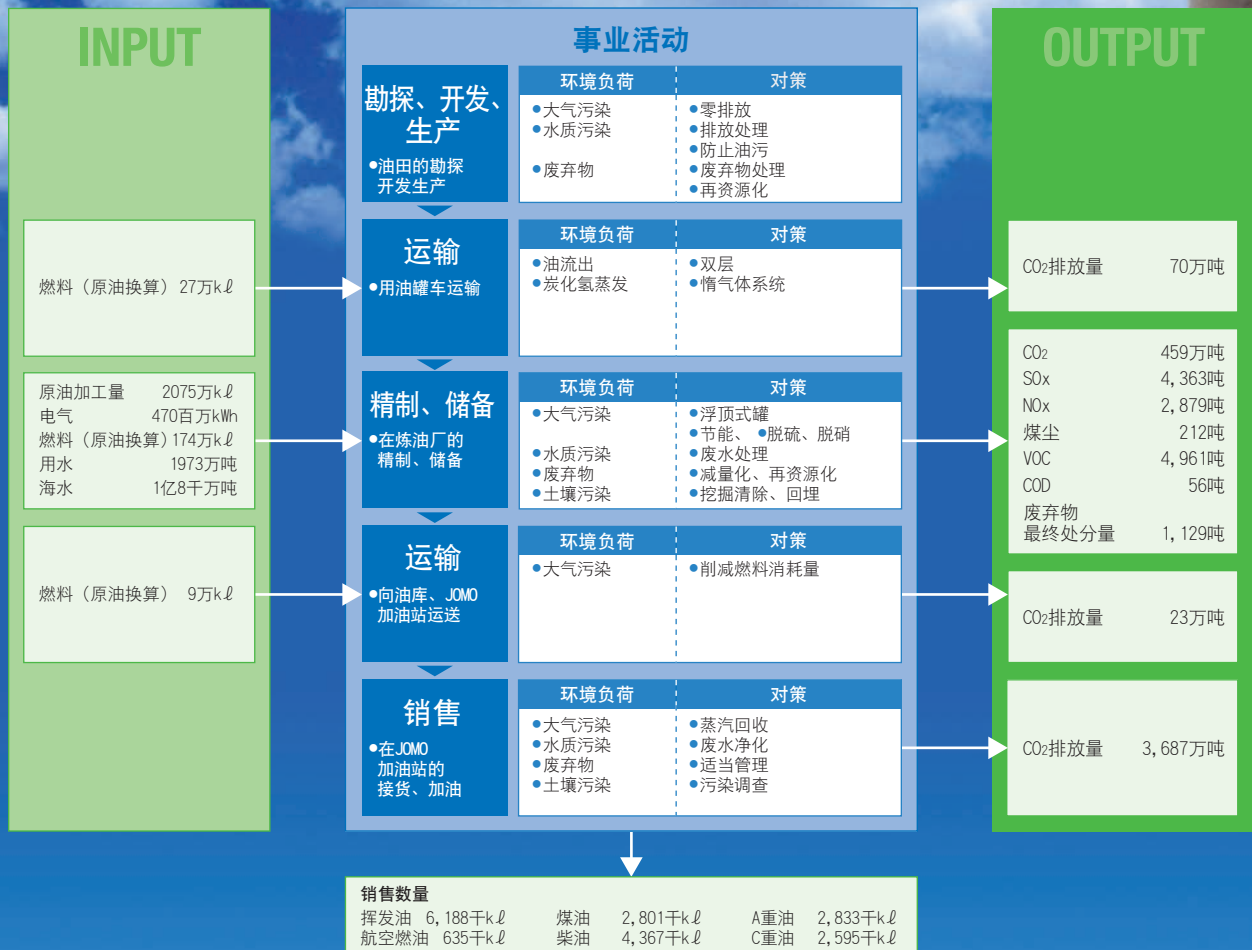 INPUT
燃料（原油换算）27万kℓ
原油加工量 2075万kℓ
电气 470百万kWh
燃料（原油换算）174万kℓ
用水 1973万吨
海水 1亿8千万吨
燃料（原油换算） 9万kℓ
事业活动
勘探、开发、
生产
●油田的勘探
开发生产
环境负荷 对策
●大气污染 ●零排放
●水质污染 ●排放处理
●防止油污
●废弃物 ●废弃物处理
●再资源化
运输
●用油罐车运输
环境负荷 对策
●油流出 ●双层
●炭化氢蒸发 ●惰气体系统
精制、储备
●在炼油厂的
精制、储备
环境负荷 对策
●大气污染 ●浮顶式罐
●节能、 ●脱硫、脱硝
●水质污染 ●废水处理
●废弃物 ●减量化、再资源化
●土壤污染 ●挖掘清除、回埋
运输
●向油库、JOMO
加油站运送
环境负荷 对策
●大气污染 ●削减燃料消耗量
销售
●在JOMO
加油站的
接货、加油
环境负荷 对策
●大气污染 ●蒸汽回收
●水质污染 ●废水净化
●废弃物 ●适当管理
●土壤污染 ●污染调查
OUTPUT
CO2排放量 70万吨
CO2 459万吨
SOx 4,363吨
NOx 2,879吨
煤尘 212吨
VOC 4,961吨
COD 56吨
废弃物
最终处分量 1,129吨
CO2排放量 23万吨
CO2排放量 3,687万吨
销售数量
挥发油 6,188千kℓ 煤油 2,801千kℓ A重油 2,833千kℓ
航空燃油 635千kℓ 柴油 4,367千kℓ C重油 2,595千kℓ